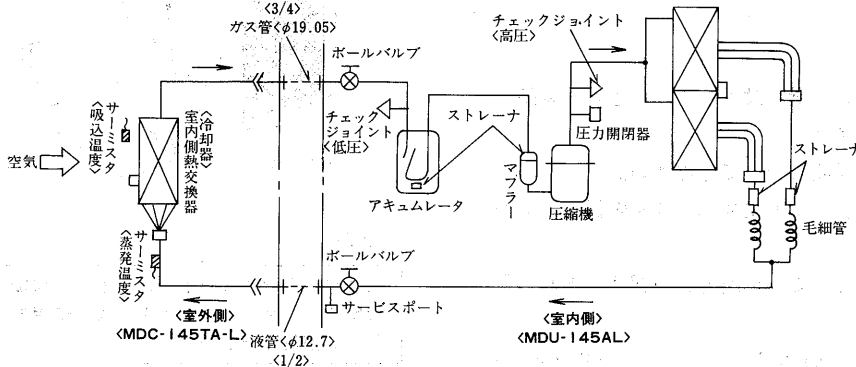 <3/4>
ガス管<φ19.05>
ボールバルブ
チェックジョイント
<高圧>
サーミスタ
<吸込温度>
空気
<冷却器>
室内側熱交換器
チェック
ジョイント
<低圧>
ストレーナ
圧力開閉器
マフラー
アキュムレータ
圧縮機
ストレーナ
毛細管
サーミスタ
<蒸発温度>
ボールバルブ
サービスポート
<室外側>
<MDC-145TA-L>
液管<φ12.7>
<1/2>
<室内側>
<MDU-145AL>